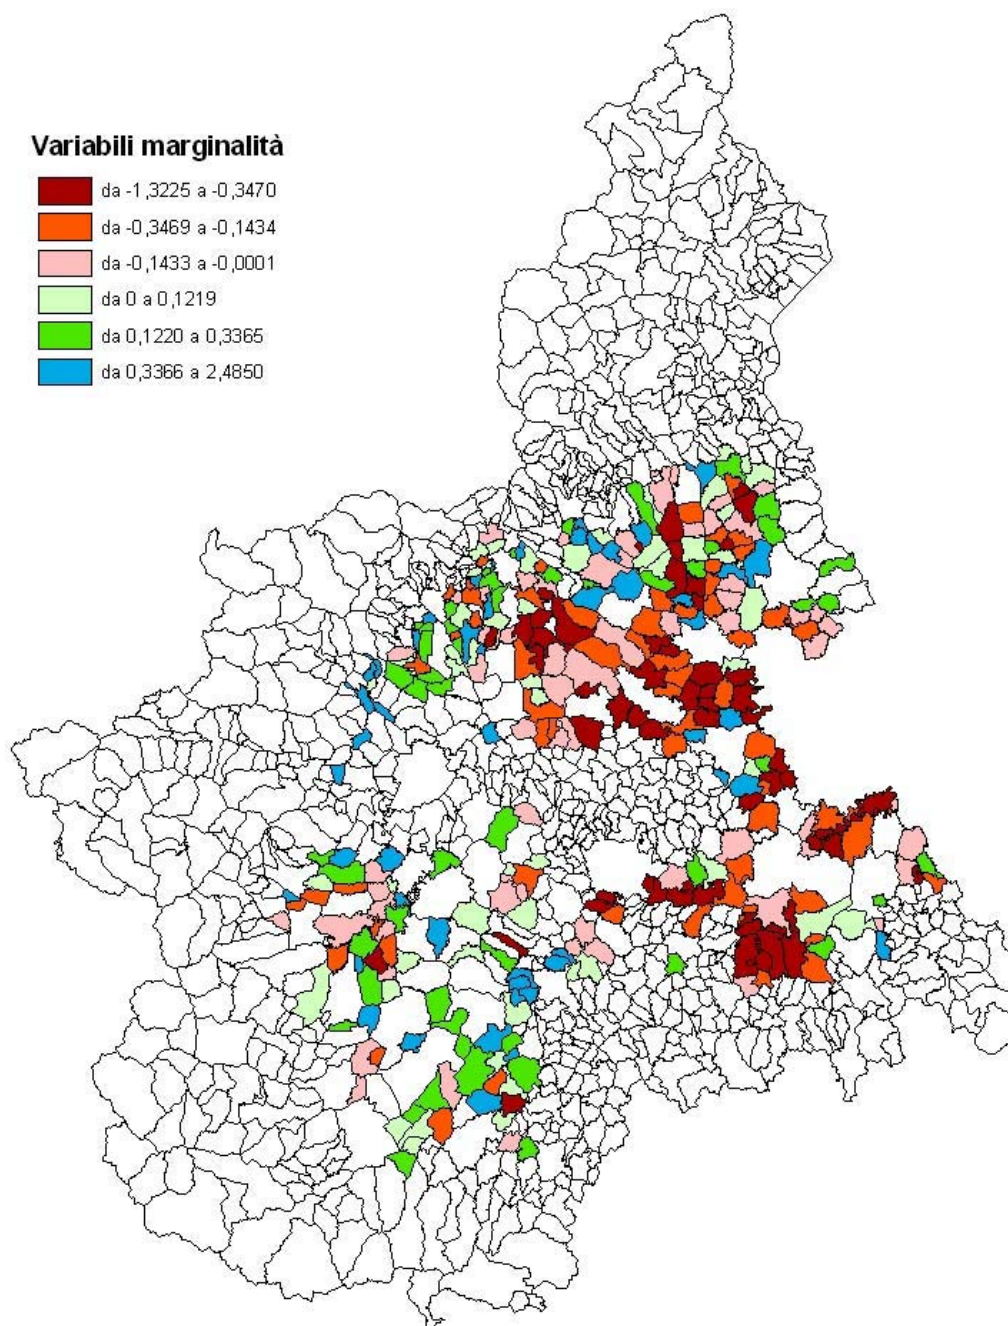 Variabili marginalità
da -1,3225 a -0,3470
da -0,3469 a -0,1434
da -0,1433 a -0,0001
da 0 a 0,1219
da 0,1220 a 0,3365
da 0,3366 a 2,4850